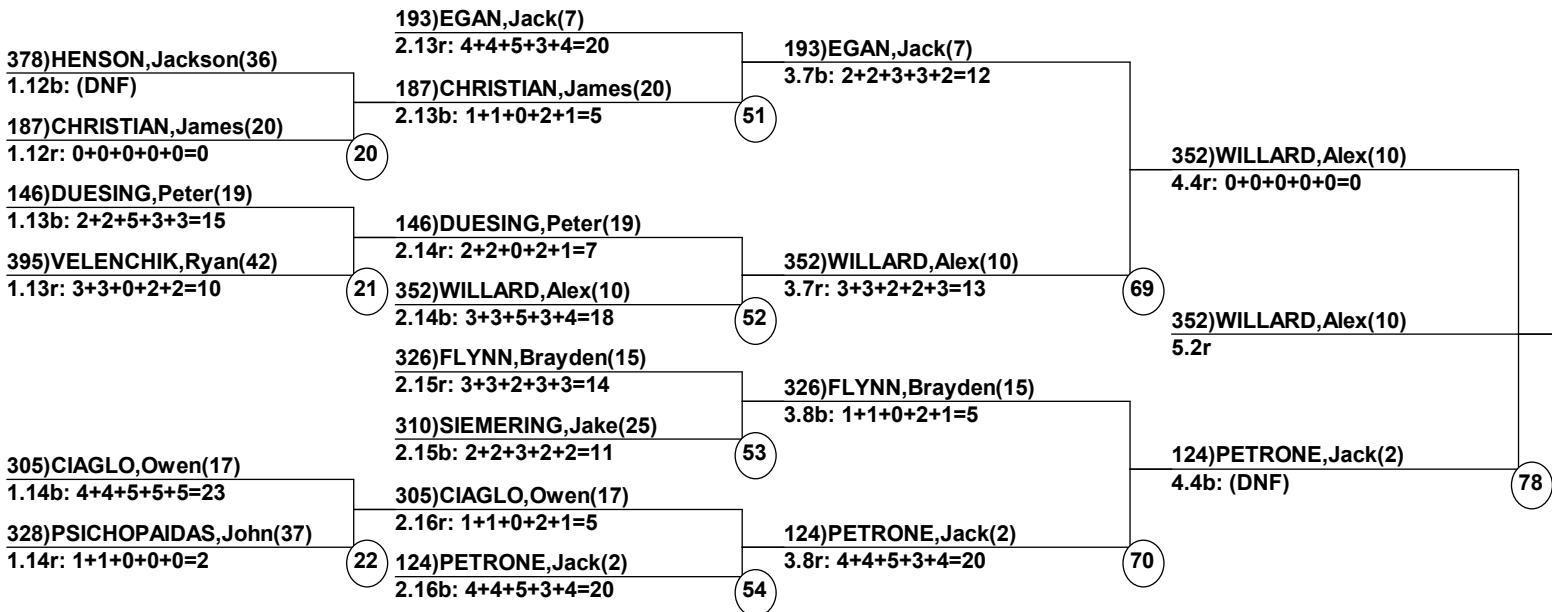 193)EGAN,Jack(7)
2.13r: 4+4+5+3+4=20
378)HENSON,Jackson(36)
1.12b: (DNF)
187)CHRISTIAN,James(20)
2.13b: 1+1+0+2+1=5
51
187)CHRISTIAN,James(20)
1.12r: 0+0+0+0+0=0
20
193)EGAN,Jack(7)
3.7b: 2+2+3+3+2=12
146)DUESING,Peter(19)
1.13b: 2+2+5+3+3=15
146)DUESING,Peter(19)
2.14r: 2+2+0+2+1=7
395)VELENCHIK,Ryan(42)
1.13r: 3+3+0+2+2=10
21
352)WILLARD,Alex(10)
2.14b: 3+3+5+3+4=18
52
352)WILLARD,Alex(10)
3.7r: 3+3+2+2+3=13
69
352)WILLARD,Alex(10)
4.4r: 0+0+0+0+0=0
352)WILLARD,Alex(10)
5.2r
326)FLYNN,Brayden(15)
2.15r: 3+3+2+3+3=14
310)SIEMERING,Jake(25)
2.15b: 2+2+3+2+2=11
53
326)FLYNN,Brayden(15)
3.8b: 1+1+0+2+1=5
305)CIAGLO,Owen(17)
1.14b: 4+4+5+5+5=23
305)CIAGLO,Owen(17)
2.16r: 1+1+0+2+1=5
328)PSICHOPAIDAS,John(37)
1.14r: 1+1+0+0+0=2
22
124)PETRONE,Jack(2)
2.16b: 4+4+5+3+4=20
54
124)PETRONE,Jack(2)
3.8r: 4+4+5+3+4=20
70
124)PETRONE,Jack(2)
4.4b: (DNF)
78